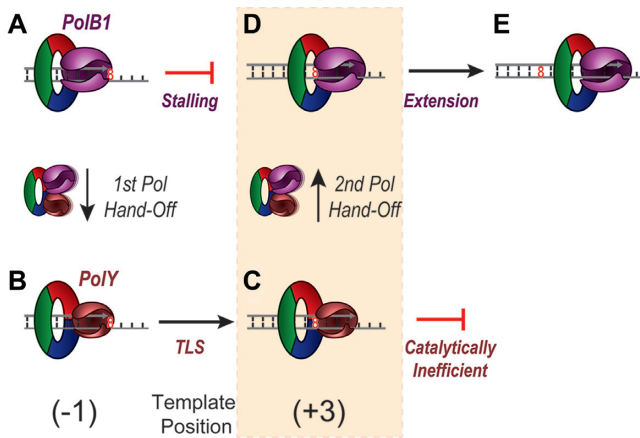 A
PolB1
8
Stalling
D
8
Extension
E
8
1st Pol
Hand-Off
2nd Pol
Hand-Off
B
PolY
8
TLS
C
8
Catalytically
Inefficient
(-1)
Template
Position
(+3)